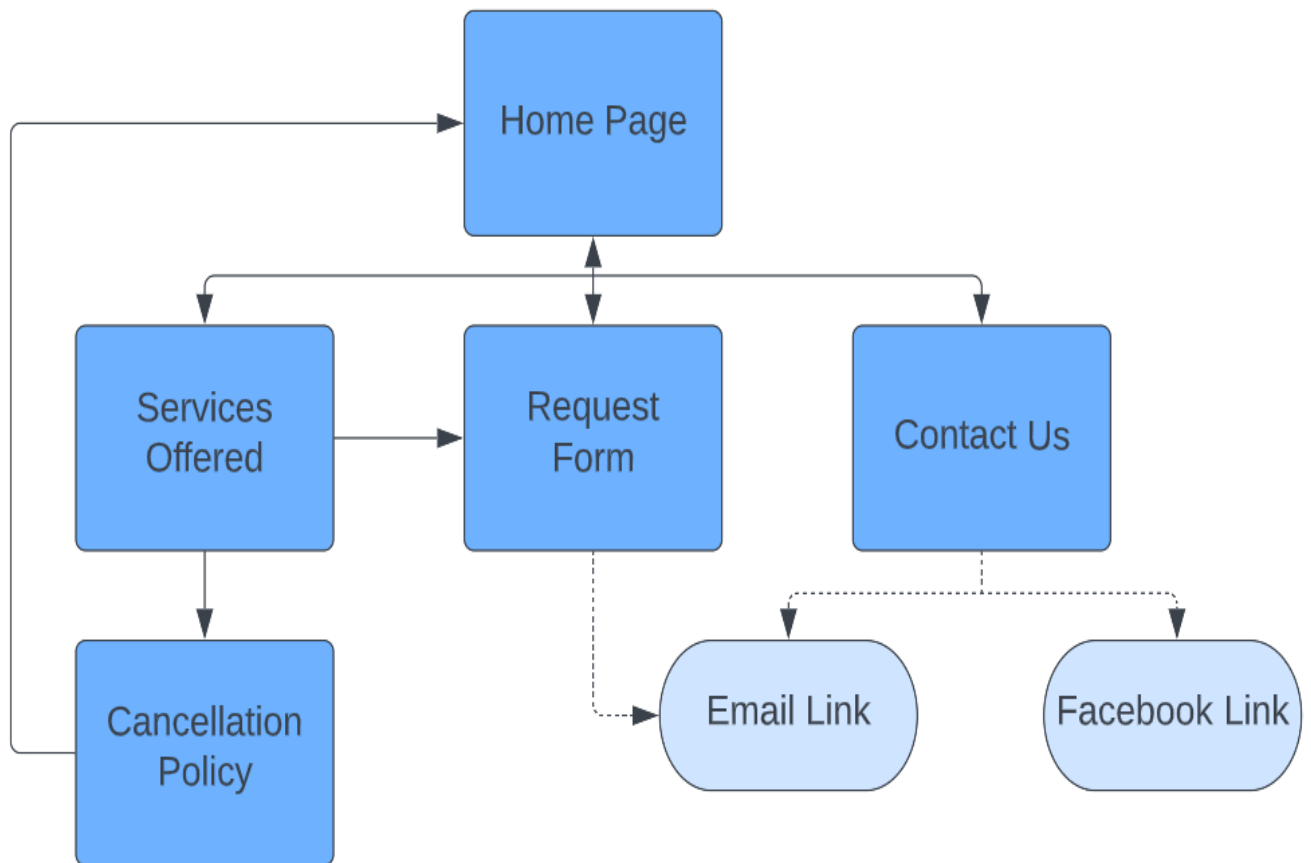 Home Page
Services
Offered
Request
Form
Contact Us
Cancellation
Policy
Email Link
Facebook Link